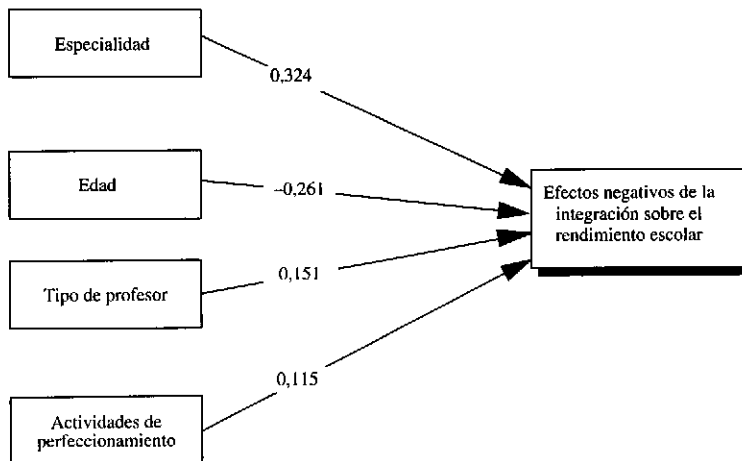 Especialidad
0,324
Edad
–0,261
Efectos negativos de la
integración sobre el
rendimiento escolar
Tipo de profesor
0,151
0,115
Actividades de
perfeccionamiento